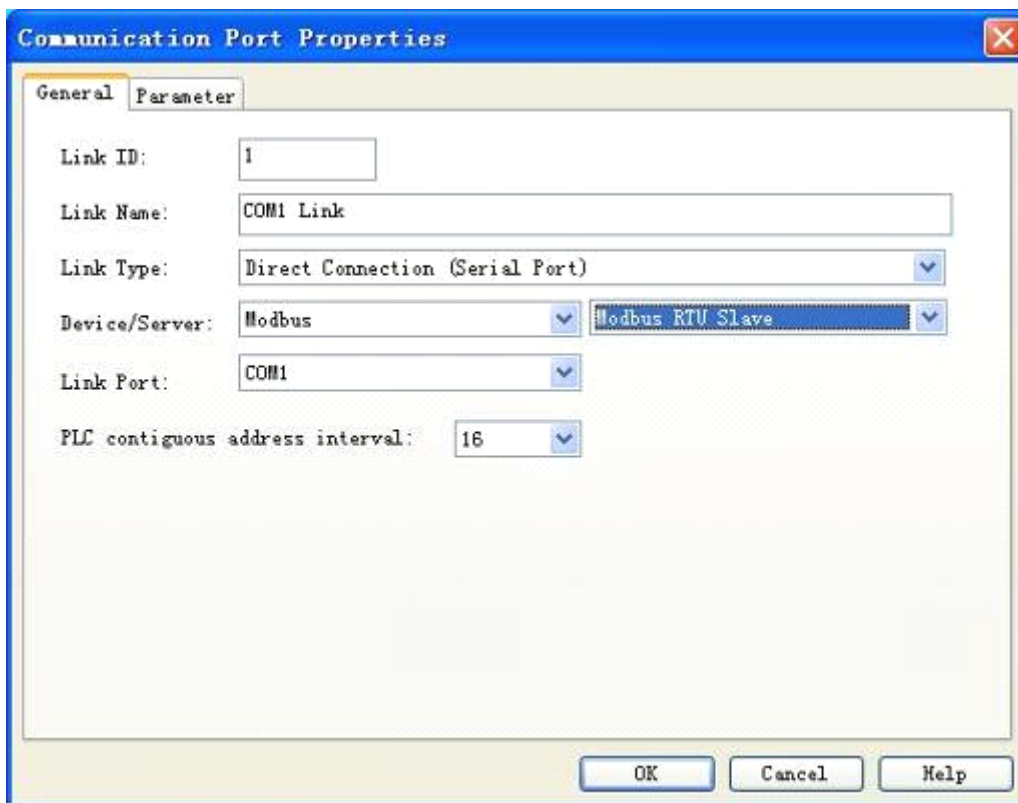 Communication Port Properties
General Parameter
Link ID: 1
Link Name: COM1 Link
Link Type: Direct Connection (Serial Port)
Device/Server: Modbus Modbus RTU Slave
Link Port: COM1
PLC contiguous address interval: 16
OK Cancel Help